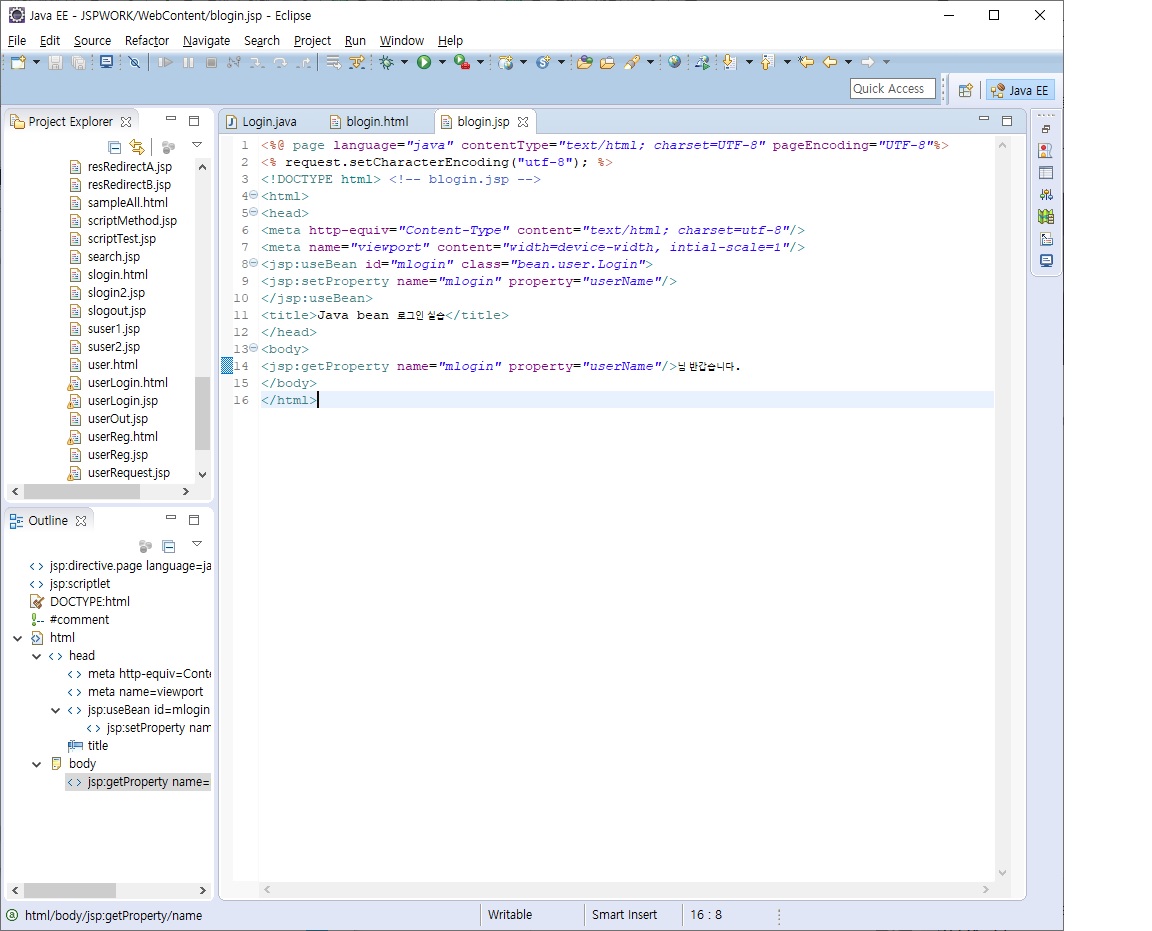 Java EE - JSPWORK/WebContent/blogin.jsp - Eclipse
File Edit Source Refactor Navigate Search Project Run Window Help
Quick Access Java EE
Project Explorer
resRedirectA.jsp
resRedirectB.jsp
sampleAll.html
scriptMethod.jsp
scriptTest.jsp
search.jsp
slogin.html
slogin2.jsp
slogout.jsp
suser1.jsp
suser2.jsp
user.html
userLogin.html
userLogin.jsp
userOut.jsp
userReg.html
userReg.jsp
userRequest.jsp
Outline
jsp:directive.page language=ja
jsp:scriptlet
DOCTYPE:html
#comment
html
head
meta http-equiv=Conte
meta name=viewport
jsp:useBean id=mlogin
jsp:setProperty nam
title
body
jsp:getProperty name=
Login.java blogin.html blogin.jsp
1 <%@ page language="java" contentType="text/html; charset=UTF-8" pageEncoding="UTF-8"%>
2 <% request.setCharacterEncoding("utf-8"); %>
3 <!DOCTYPE html> <!-- blogin.jsp -->
4 <html>
5 <head>
6 <meta http-equiv="Content-Type" content="text/html; charset=utf-8"/>
7 <meta name="viewport" content="width=device-width, intial-scale=1"/>
8 <jsp:useBean id="mlogin" class="bean.user.Login">
9 <jsp:setProperty name="mlogin" property="userName"/>
10 </jsp:useBean>
11 <title>Java bean 로그인 실습</title>
12 </head>
13 <body>
14 <jsp:getProperty name="mlogin" property="userName"/>님 반갑습니다.
15 </body>
16 </html>
html/body/jsp:getProperty/name Writable Smart Insert 16 : 8